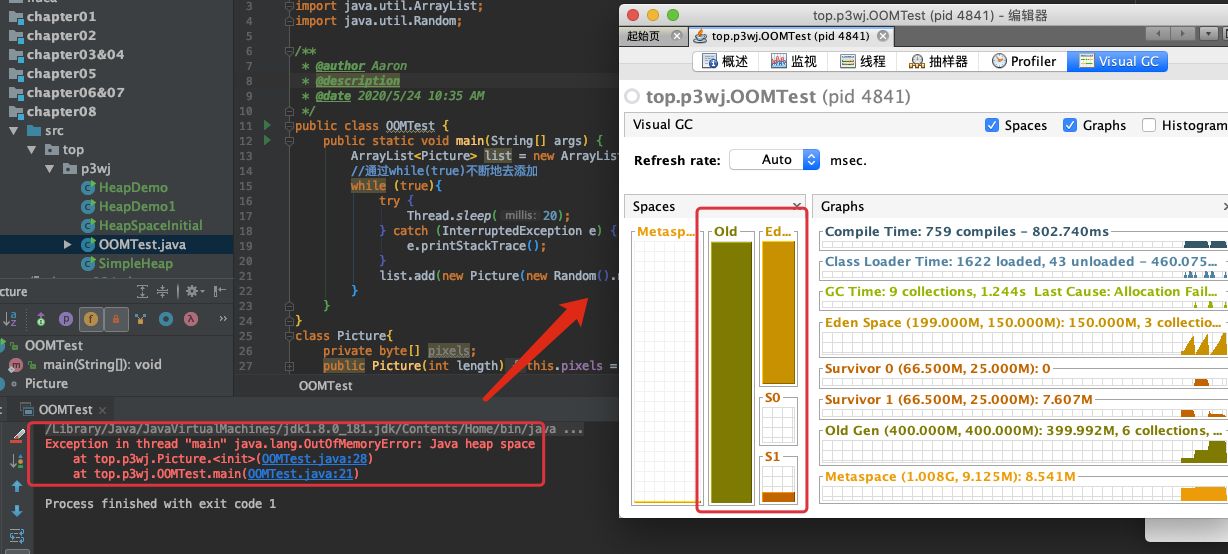 chapter01
chapter02
chapter03&04
chapter05
chapter06&07
chapter08
src
top
p3wj
HeapDemo
HeapDemo1
HeapSpaceInitial
OOMTest.java
SimpleHeap
cture
OOMTest
main(String[]): void
Picture
3 import java.util.ArrayList;
4 import java.util.Random;
5
6 /**
7 * @author Aaron
8 * @description
9 * @date 2020/5/24 10:35 AM
10 */
11 public class OOMTest {
12 public static void main(String[] args) {
13 ArrayList<Picture> list = new ArrayList
14 //通过while(true)不断地去添加
15 while (true){
16 try {
17 Thread.sleep( millis: 20);
18 } catch (InterruptedException e) {
19 e.printStackTrace();
20 }
21 list.add(new Picture(new Random().
22 }
23 }
24 }
25 class Picture{
26 private byte[] pixels;
27 public Picture(int length) { this.pixels =
OOMTest
OOMTest
/Library/Java/JavaVirtualMachines/jdk1.8.0_181.jdk/Contents/Home/bin/java ...
Exception in thread "main" java.lang.OutOfMemoryError: Java heap space
at top.p3wj.Picture.<init>(OOMTest.java:28)
at top.p3wj.OOMTest.main(OOMTest.java:21)
Process finished with exit code 1
top.p3wj.OOMTest (pid 4841) - 编辑器
起始页
top.p3wj.OOMTest (pid 4841)
概述 监视 线程 抽样器 Profiler Visual GC
top.p3wj.OOMTest (pid 4841)
Visual GC
Spaces Graphs Histogram
Refresh rate: Auto msec.
Spaces
Metasp...
Old
Ed...
S0
S1
Graphs
Compile Time: 759 compiles - 802.740ms
Class Loader Time: 1622 loaded, 43 unloaded - 460.075...
GC Time: 9 collections, 1.244s Last Cause: Allocation Fail...
Eden Space (199.000M, 150.000M): 150.000M, 3 collectio...
Survivor 0 (66.500M, 25.000M): 0
Survivor 1 (66.500M, 25.000M): 7.607M
Old Gen (400.000M, 400.000M): 399.992M, 6 collections, ...
Metaspace (1.008G, 9.125M): 8.541M